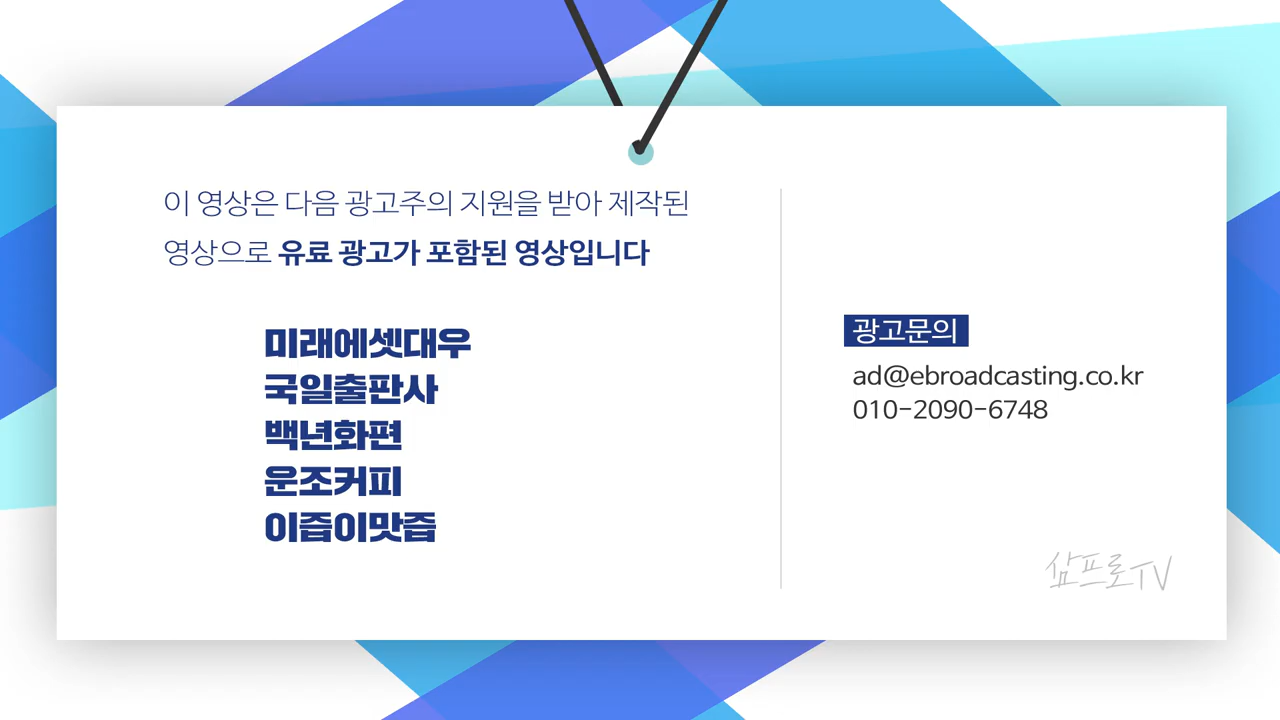 이 영상은 다음 광고주의 지원을 받아 제작된
영상으로 유료 광고가 포함된 영상입니다
미래에셋대우
국일출판사
백년화편
운조커피
이즙이맛즙
광고문의
ad@ebroadcasting.co.kr
010-2090-6748
삼프로TV